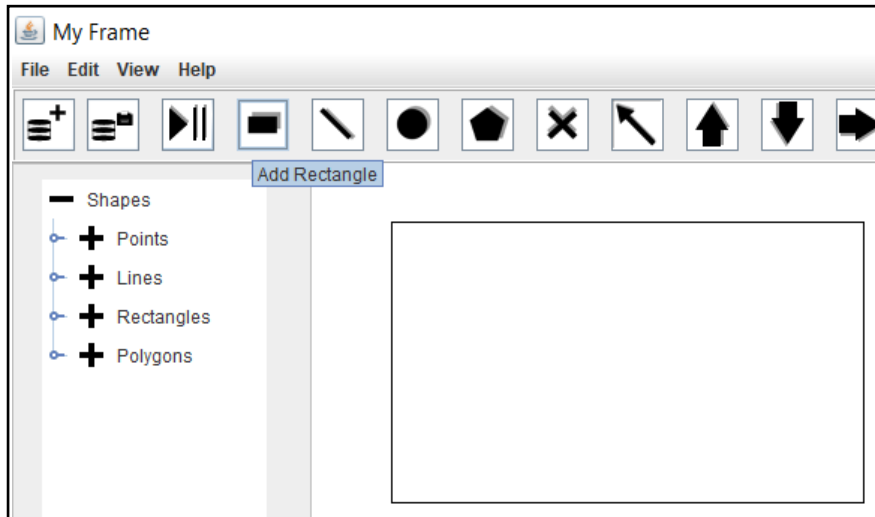 My Frame
File Edit View Help
Add Rectangle
Shapes
Points
Lines
Rectangles
Polygons